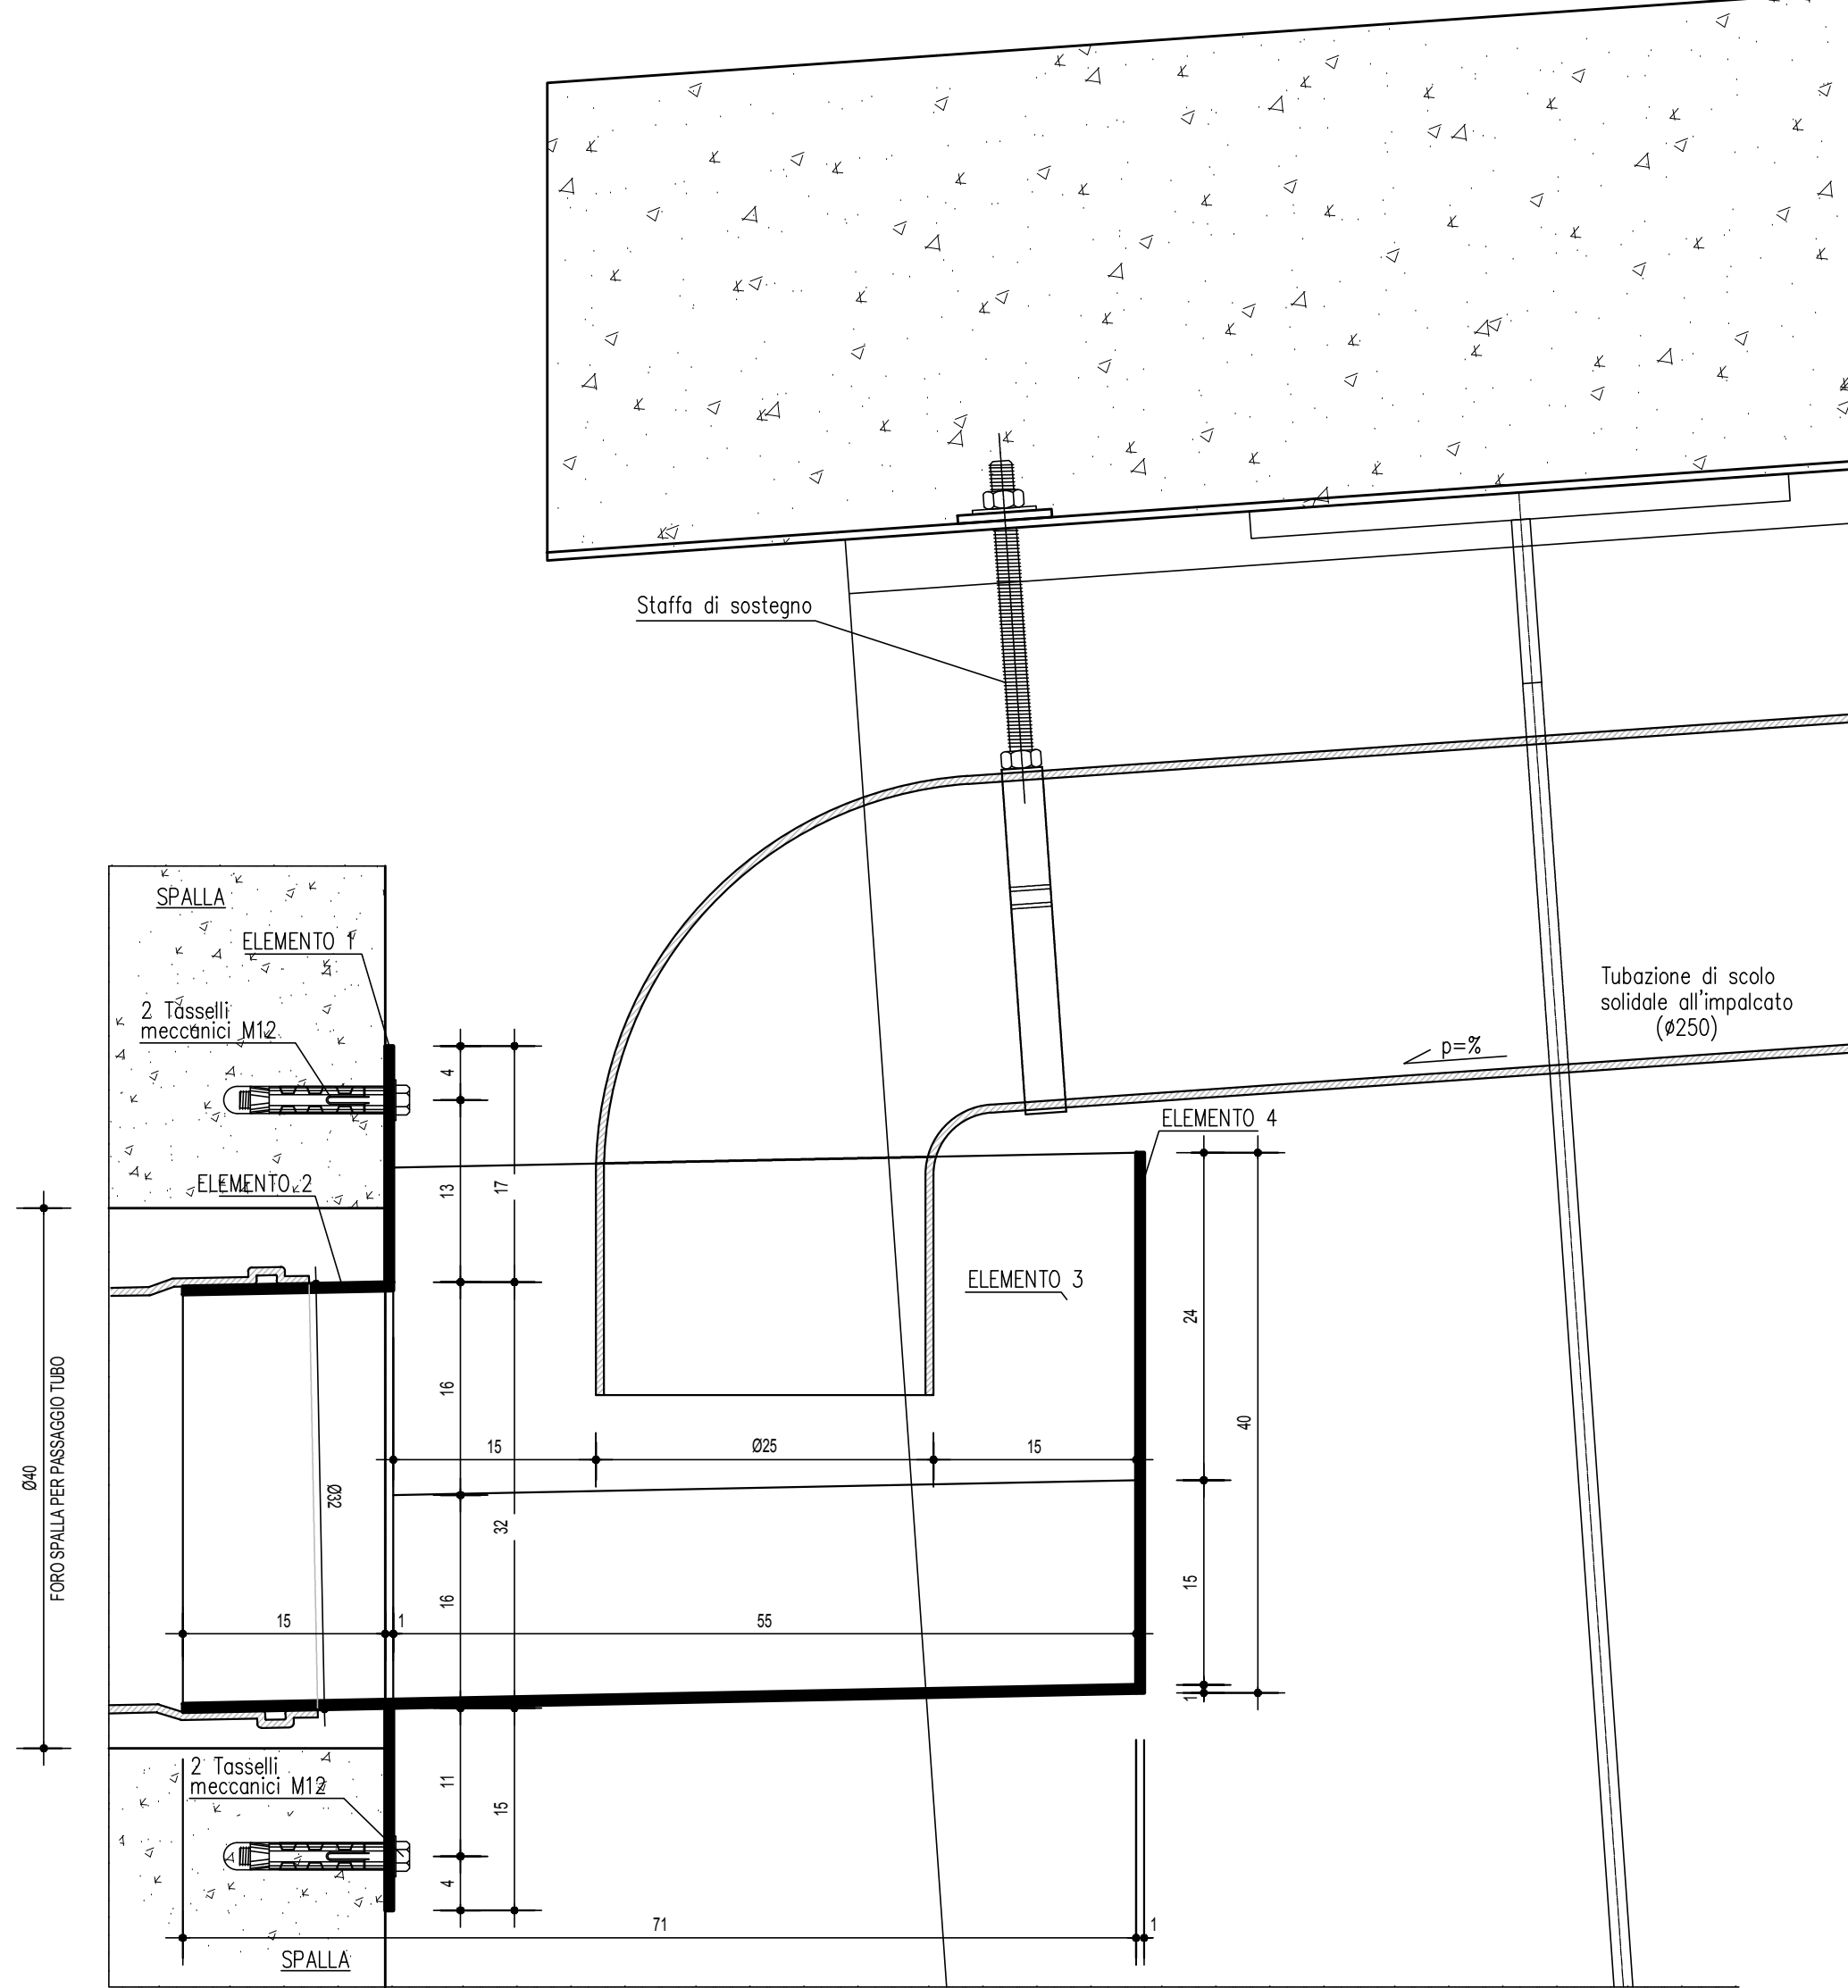 Staffa di sostegno
SPALLA
ELEMENTO 1
2 Tasselli
meccanici M12
Tubazione di scolo
solidale all'impalcato
(ø250)
p=%
ELEMENTO 4
ELEMENTO 2
ELEMENTO 3
4
13
17
16
24
40
15
Ø25
15
Ø40
FORO SPALLA PER PASSAGGIO TUBO
Ø32
32
16
15
15
1
55
1
2 Tasselli
meccanici M12
11
15
4
71
1
SPALLA